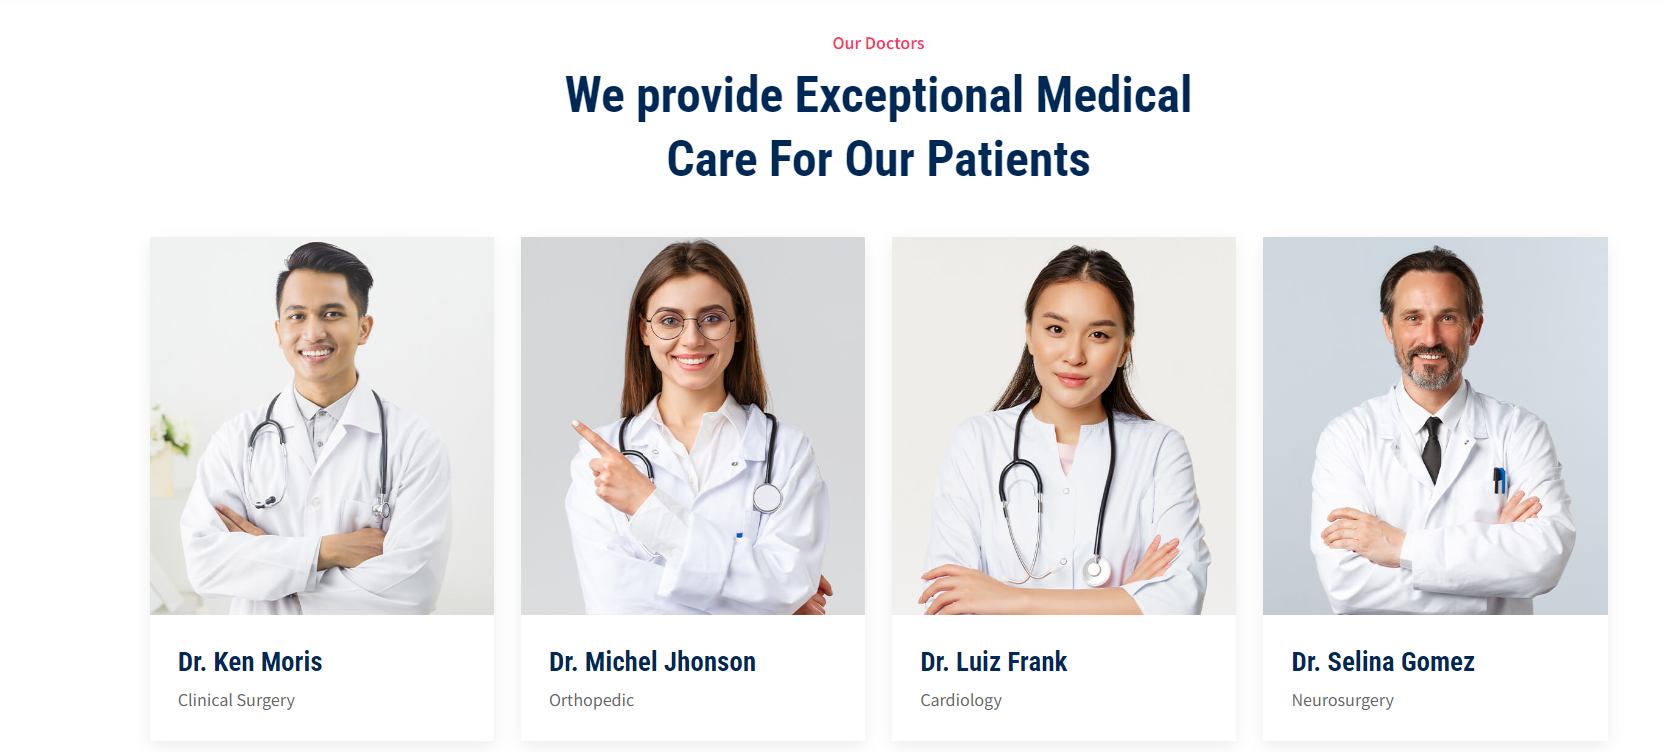 Our Doctors
We provide Exceptional Medical
Care For Our Patients
Dr. Ken Moris
Clinical Surgery
Dr. Michel Jhonson
Orthopedic
Dr. Luiz Frank
Cardiology
Dr. Selina Gomez
Neurosurgery